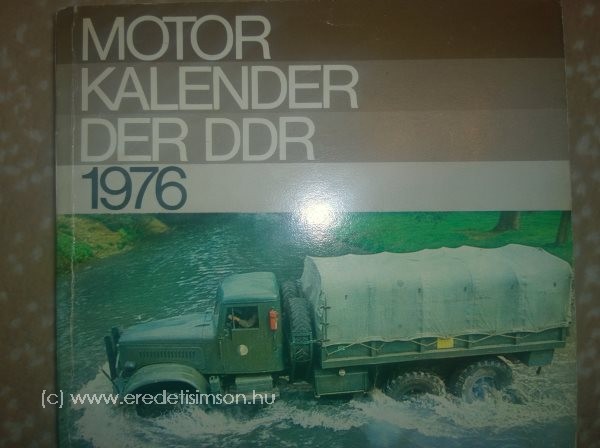 MOTOR
KALENDER
DER DDR
1976
(c) www.eredetisimson.hu